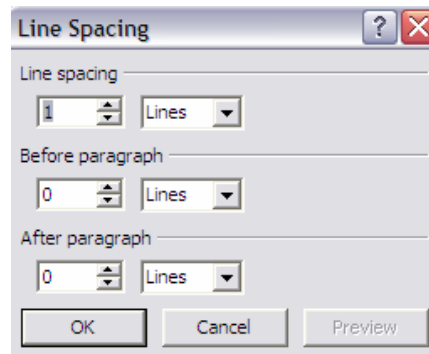 Line Spacing
Line spacing
1 Lines
Before paragraph
0 Lines
After paragraph
0 Lines
OK Cancel Preview